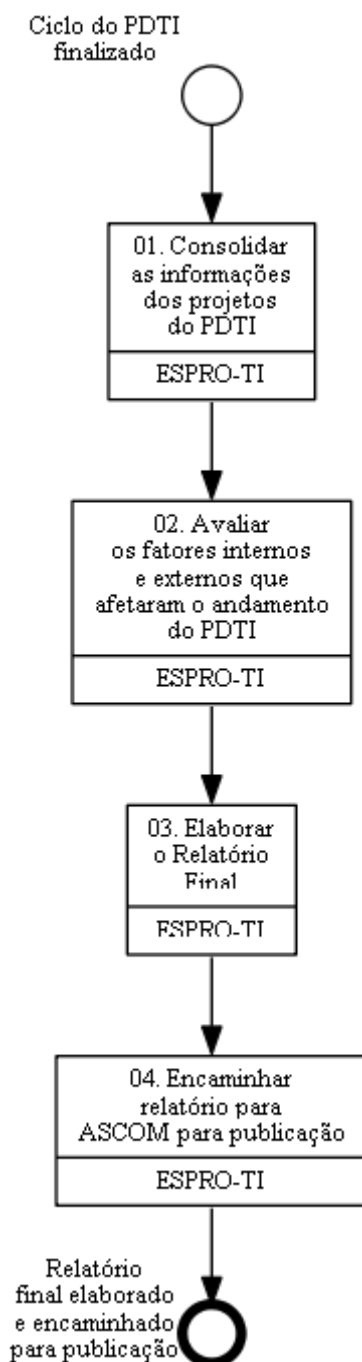 Ciclo do PDTI
finalizado
01. Consolidar
as informações
dos projetos
do PDTI
ESPRO-TI
02. Avaliar
os fatores internos
e externos que
afetaram o andamento
do PDTI
ESPRO-TI
03. Elaborar
o Relatório
Final
ESPRO-TI
04. Encaminhar
relatório para
ASCOM para publicação
ESPRO-TI
Relatório
final elaborado
e encaminhado
para publicação